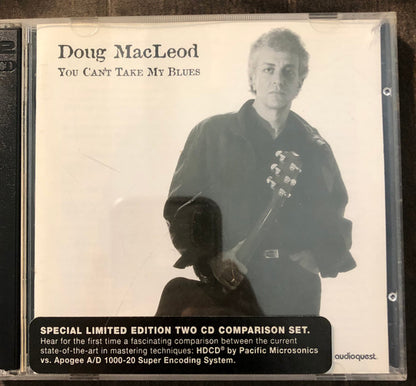 Doug MacLeod
You Can't Take My Blues
2
CD
SPECIAL LIMITED EDITION TWO CD COMPARISON SET.
Hear for the first time a fascinating comparison between the current
state-of-the-art in mastering techniques: HDCD® by Pacific Microsonics
vs. Apogee A/D 1000-20 Super Encoding System.
audioquest.